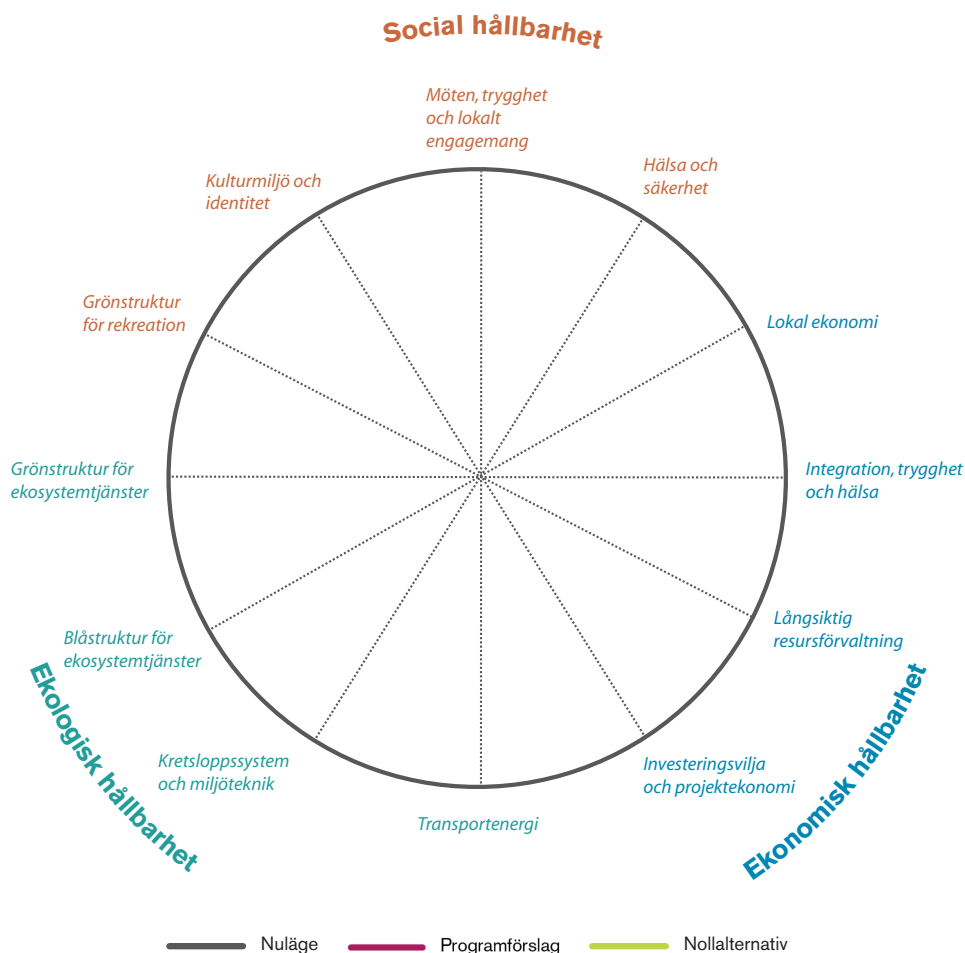 Social hållbarhet
Möten, trygghet
och lokalt
engagemang
Hälsa och
säkerhet
Kulturmiljö och
identitet
Grönstruktur
för rekreation
Lokal ekonomi
Grönstruktur för
ekosystemtjänster
Integration, trygghet
och hälsa
Blåstruktur för
ekosystemtjänster
Långsiktig
resursförvaltning
Ekologisk hållbarhet
Ekonomisk hållbarhet
Kretsloppssystem
och miljöteknik
Investeringsvilja
och projektekonomi
Transportenergi
Nuläge
Programförslag
Nollalternativ